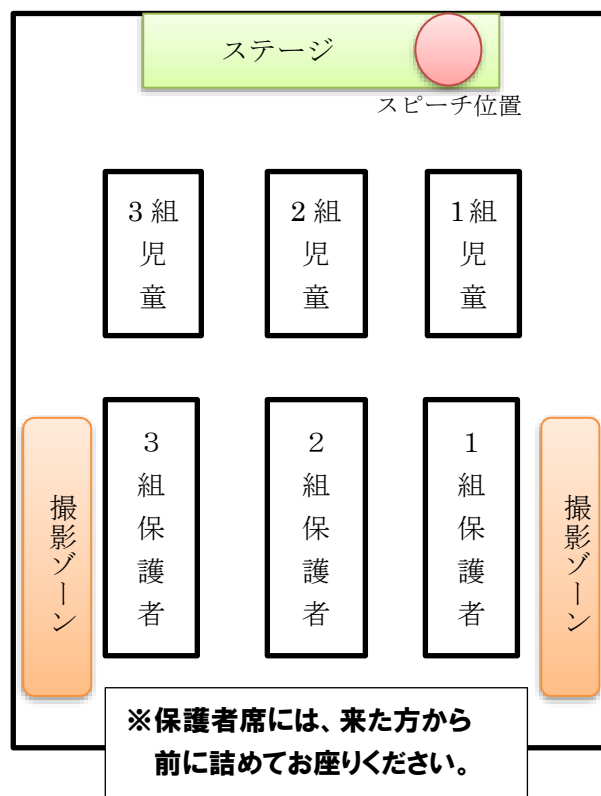 ステージ
スピーチ位置
3組児童
2組児童
1組児童
撮影ゾーン
3組保護者
2組保護者
1組保護者
撮影ゾーン
※保護者席には、来た方から
前に詰めてお座りください。